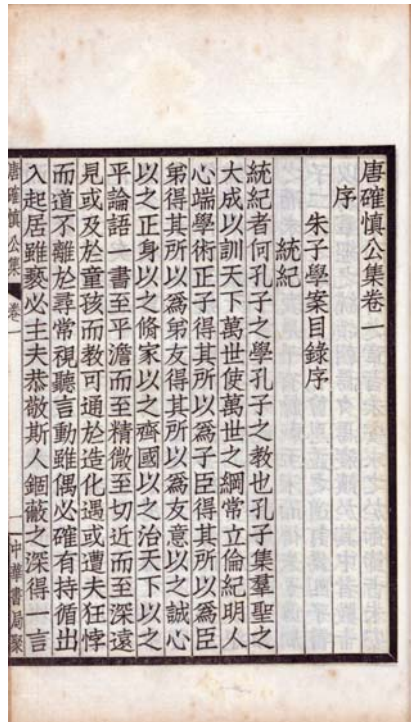 唐確慎公集卷一
序
朱子學案目錄序
統紀
統紀者何孔子之學孔子之教也孔子集羣聖之
大成以訓天下萬世使萬世之綱常立倫紀明人
心端學術正子得其所以爲子臣得其所以爲臣
弟得其所以爲弟友得其所以爲友意以之誠心
以之正身以之脩家以之齊國以之治天下以之
平論語一書至平澹而至精微至切近而至深遠
見或及於童孩而教可通於造化遇或遭夫狂悖
而道不離於尋常視聽言動雖偶必確有持循出
入起居雖褻必主夫恭敬斯人錮蔽之深得一言
唐確慎公集
卷一
中華書局聚